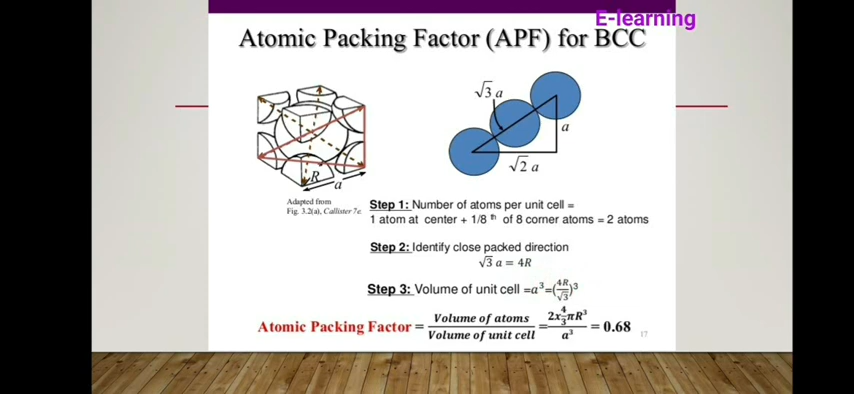 E-learning
Atomic Packing Factor (APF) for BCC
√3 a
a
√2 a
R
a
Adapted from
Fig. 3.2(a), Callister 7e.
Step 1: Number of atoms per unit cell =
1 atom at center + 1/8 th of 8 corner atoms = 2 atoms
Step 2: Identify close packed direction
√3 a = 4R
Step 3: Volume of unit cell =a³=(4R/√3)³
Atomic Packing Factor = Volume of atoms/Volume of unit cell = 2x4/3πR³/a³ = 0.68
17